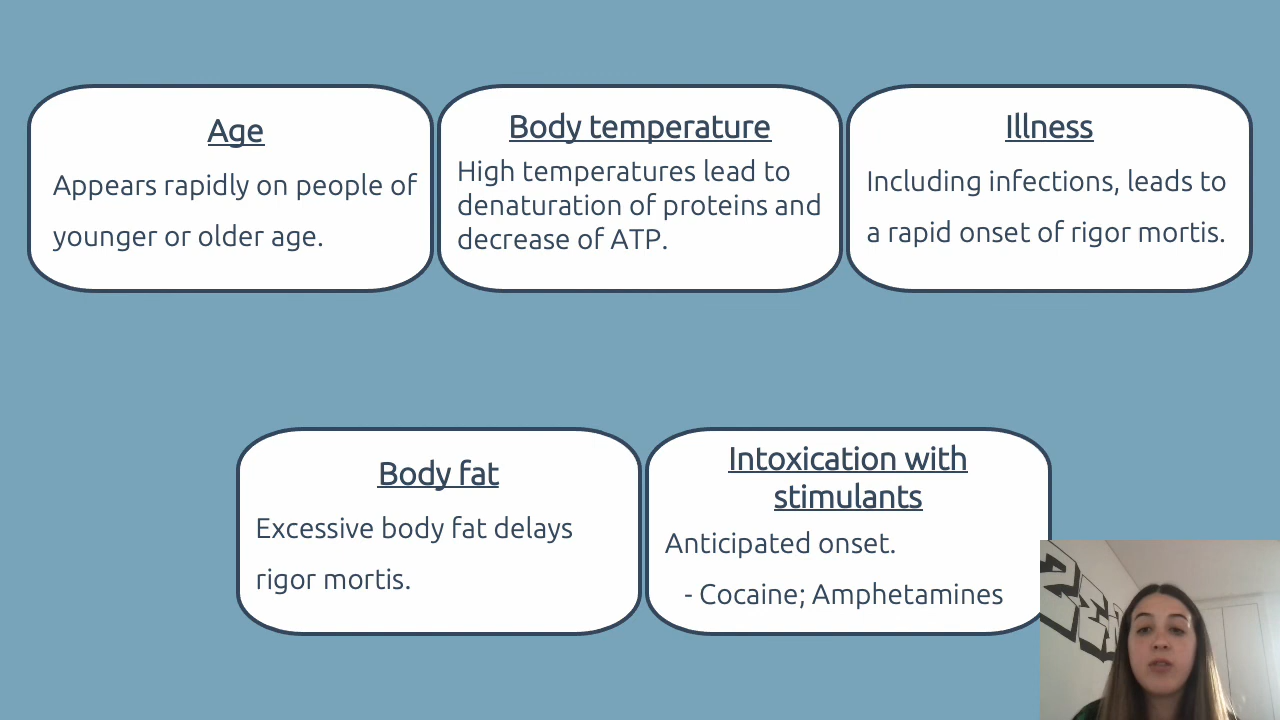 Age
Appears rapidly on people of
younger or older age.
Body temperature
High temperatures lead to
denaturation of proteins and
decrease of ATP.
Illness
Including infections, leads to
a rapid onset of rigor mortis.
Body fat
Excessive body fat delays
rigor mortis.
Intoxication with
stimulants
Anticipated onset.
- Cocaine; Amphetamines